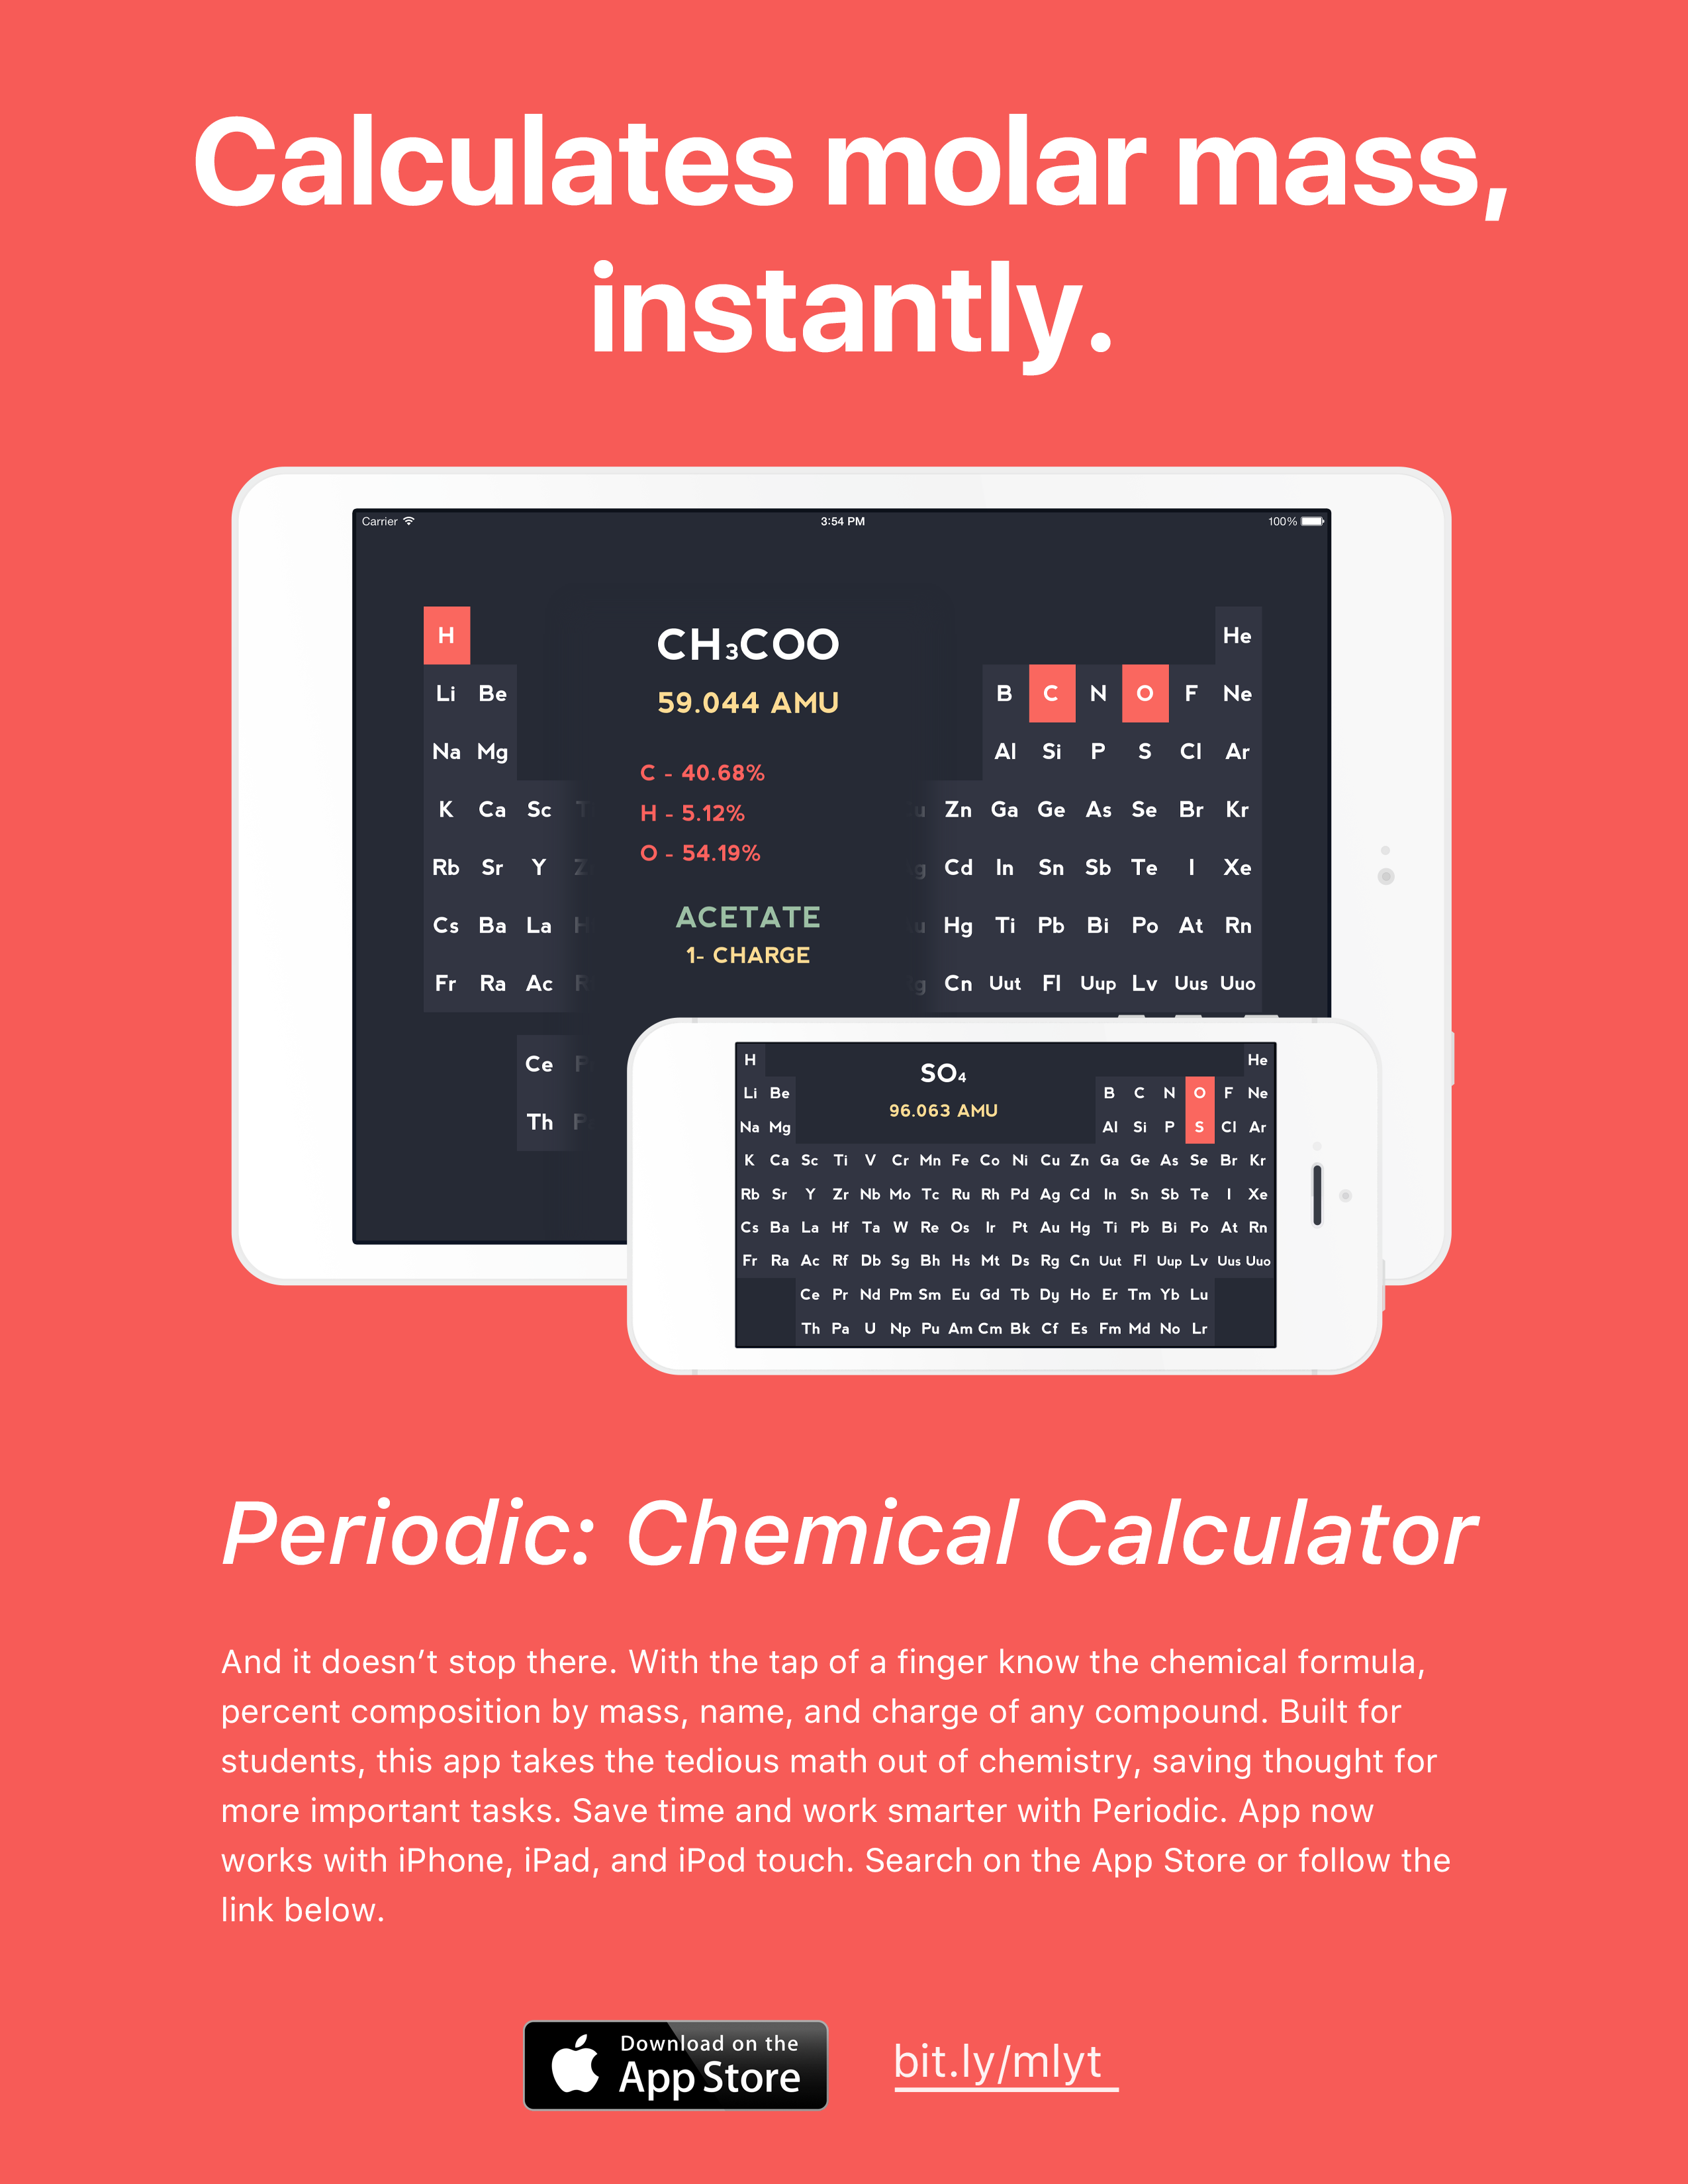 Calculates molar mass,
instantly.
Carrier 3:54 PM 100%
CH₃COO
59.044 AMU
C - 40.68%
H - 5.12%
O - 54.19%
ACETATE
1- CHARGE
H He
Li Be B C N O F Ne
Na Mg Al Si P S Cl Ar
K Ca Sc Zn Ga Ge As Se Br Kr
Rb Sr Y Cd In Sn Sb Te I Xe
Cs Ba La Hg Ti Pb Bi Po At Rn
Fr Ra Ac Cn Uut Fl Uup Lv Uus Uuo
Ce
Th
SO₄
96.063 AMU
H He
Li Be B C N O F Ne
Na Mg Al Si P S Cl Ar
K Ca Sc Ti V Cr Mn Fe Co Ni Cu Zn Ga Ge As Se Br Kr
Rb Sr Y Zr Nb Mo Tc Ru Rh Pd Ag Cd In Sn Sb Te I Xe
Cs Ba La Hf Ta W Re Os Ir Pt Au Hg Ti Pb Bi Po At Rn
Fr Ra Ac Rf Db Sg Bh Hs Mt Ds Rg Cn Uut Fl Uup Lv Uus Uuo
Ce Pr Nd Pm Sm Eu Gd Tb Dy Ho Er Tm Yb Lu
Th Pa U Np Pu Am Cm Bk Cf Es Fm Md No Lr
Periodic: Chemical Calculator
And it doesn’t stop there. With the tap of a finger know the chemical formula,
percent composition by mass, name, and charge of any compound. Built for
students, this app takes the tedious math out of chemistry, saving thought for
more important tasks. Save time and work smarter with Periodic. App now
works with iPhone, iPad, and iPod touch. Search on the App Store or follow the
link below.
Download on the
App Store
bit.ly/mlyt